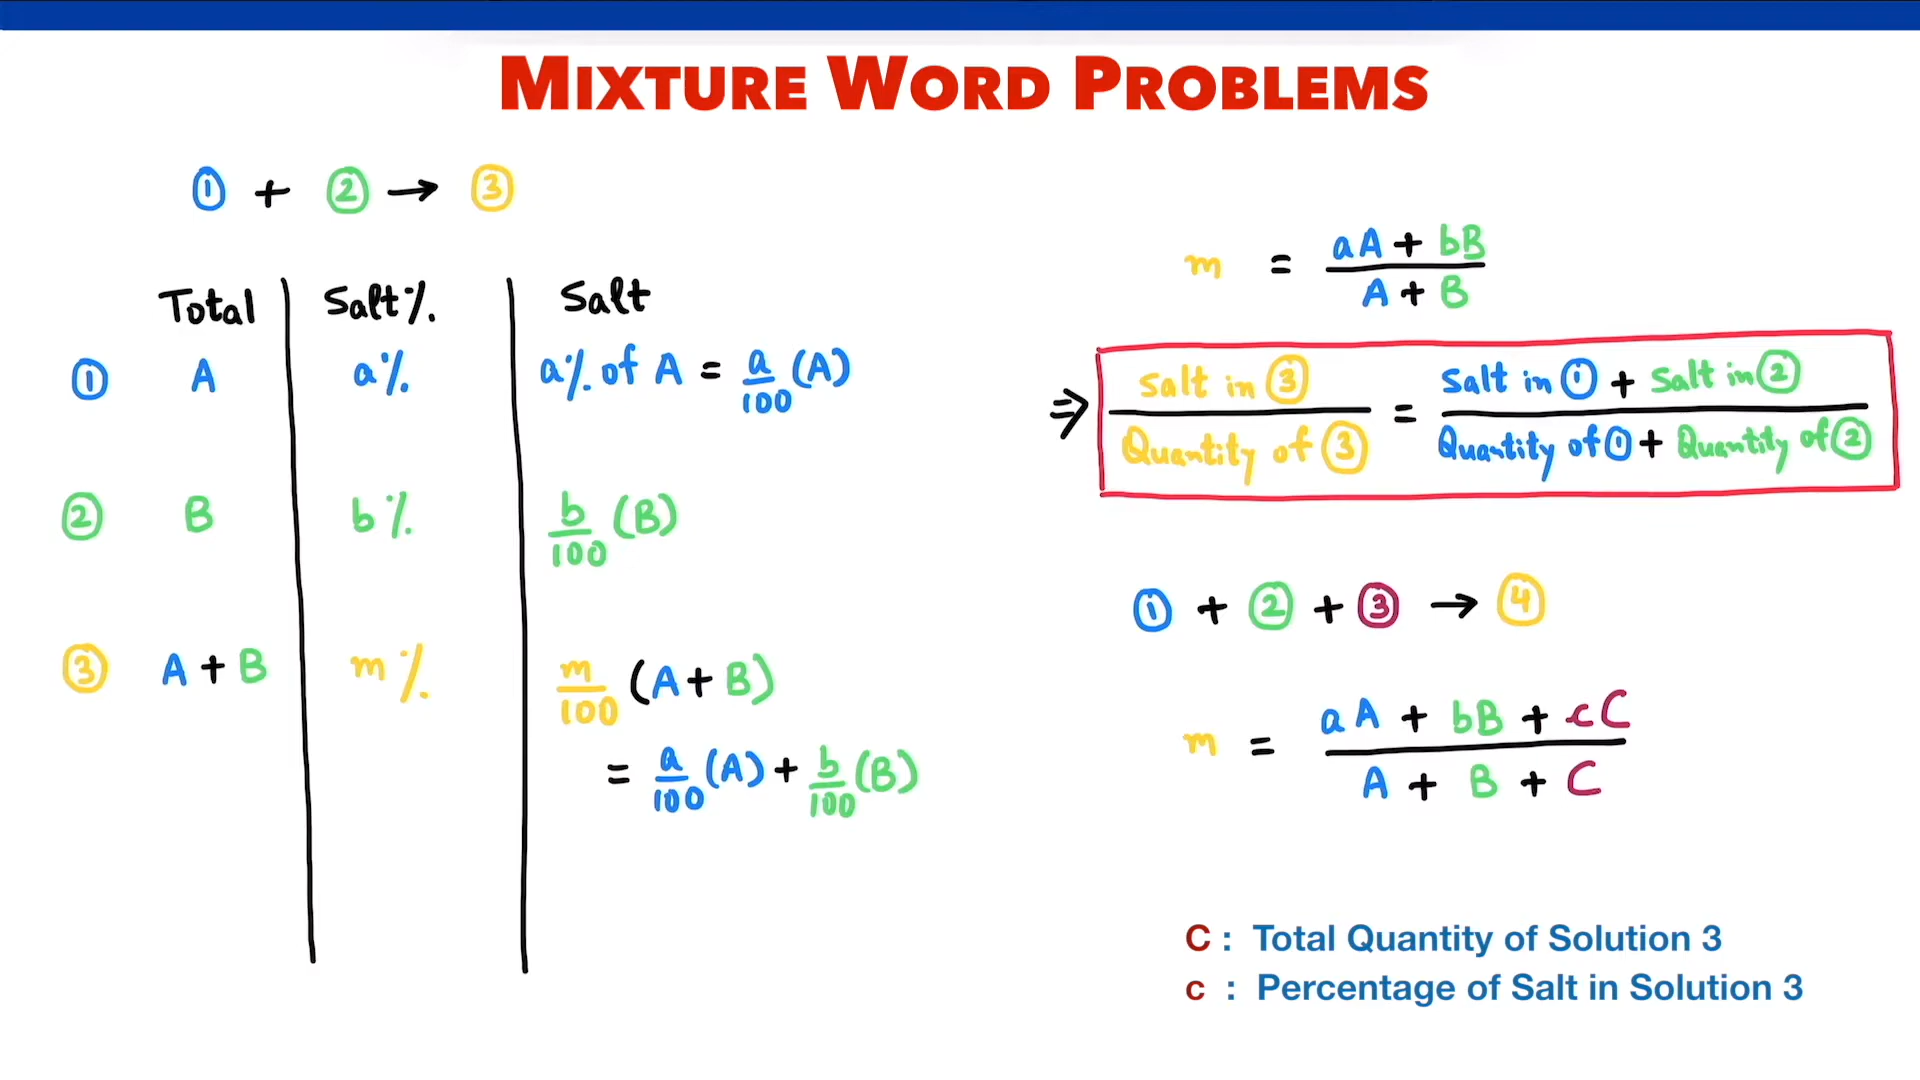 MIXTURE WORD PROBLEMS
① + ② → ③
Total Salt% Salt
① A a% a% of A = a/100 (A)
② B b% b/100 (B)
③ A + B m% m/100 (A + B)
= a/100 (A) + b/100 (B)
m = aA + bB / A + B
⇒ Salt in ③ / Quantity of ③ = Salt in ① + Salt in ② / Quantity of ① + Quantity of ②
① + ② + ③ → ④
m = aA + bB + cC / A + B + C
C : Total Quantity of Solution 3
c : Percentage of Salt in Solution 3